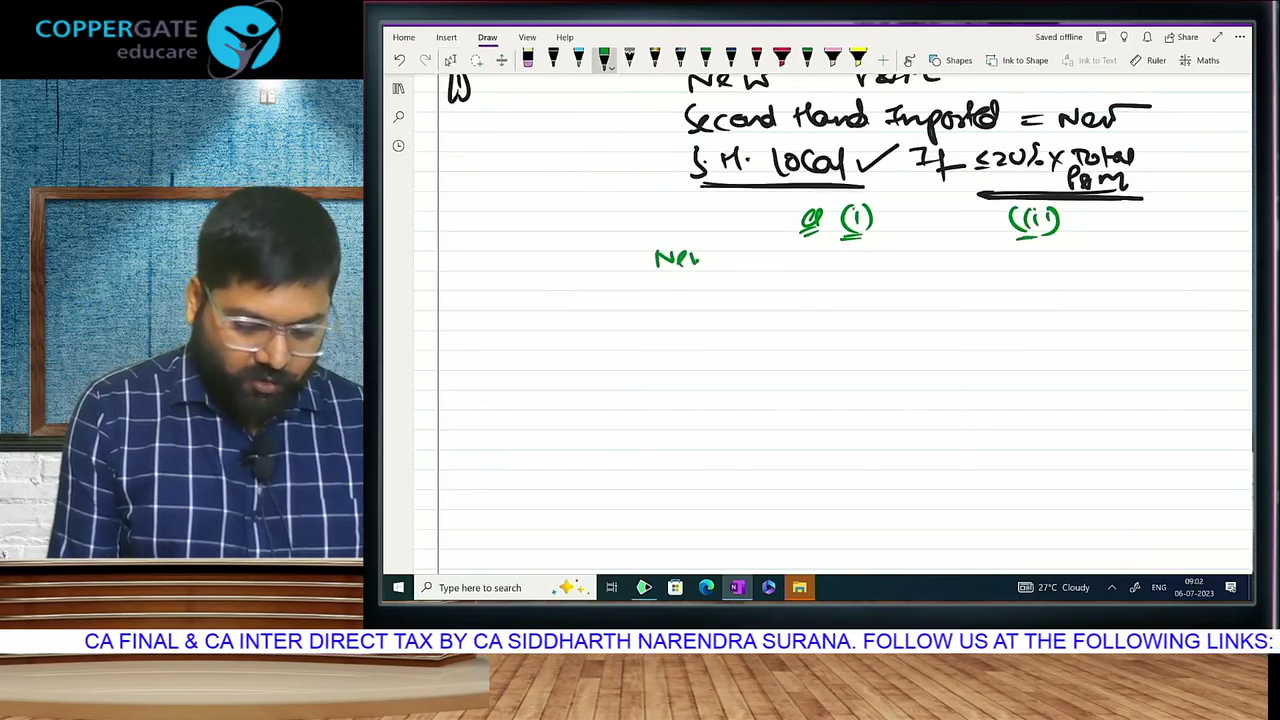 COPPERGATE
educare
Home Insert Draw View Help
Saved offline
Share
Shapes
Ink to Shape
Ink to Text
Ruler
Maths
New P&M
Second Hand Imported = New
S.H. local ✓ If ≤20% x Total
P&M
(i) (ii)
New
Type here to search
27°C Cloudy
ENG
09:02
06-07-2023
CA FINAL & CA INTER DIRECT TAX BY CA SIDDHARTH NARENDRA SURANA. FOLLOW US AT THE FOLLOWING LINKS: